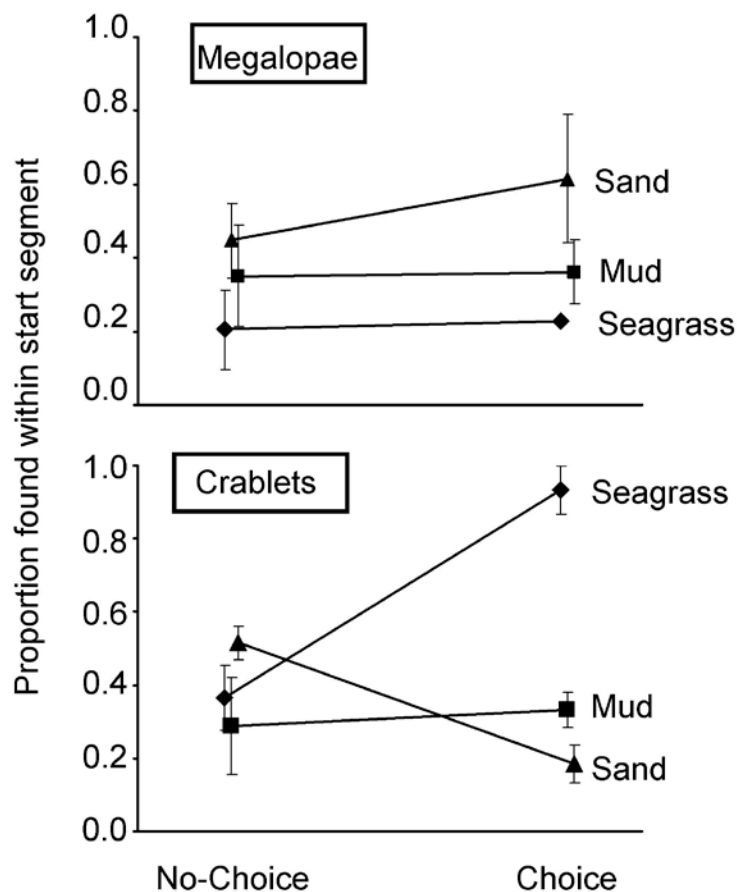 Proportion found within start segment
Megalopae
1.0
0.8
0.6
0.4
0.2
0.0
Sand
Mud
Seagrass
Crablets
1.0
0.8
0.6
0.4
0.2
0.0
Seagrass
Mud
Sand
No-Choice Choice